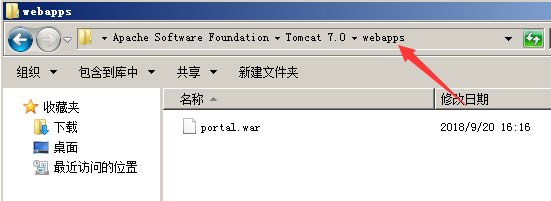 webapps
Apache Software Foundation Tomcat 7.0 webapps
组织 包含到库中 共享 新建文件夹
收藏夹
下载
桌面
最近访问的位置
名称 修改日期
portal.war 2018/9/20 16:16